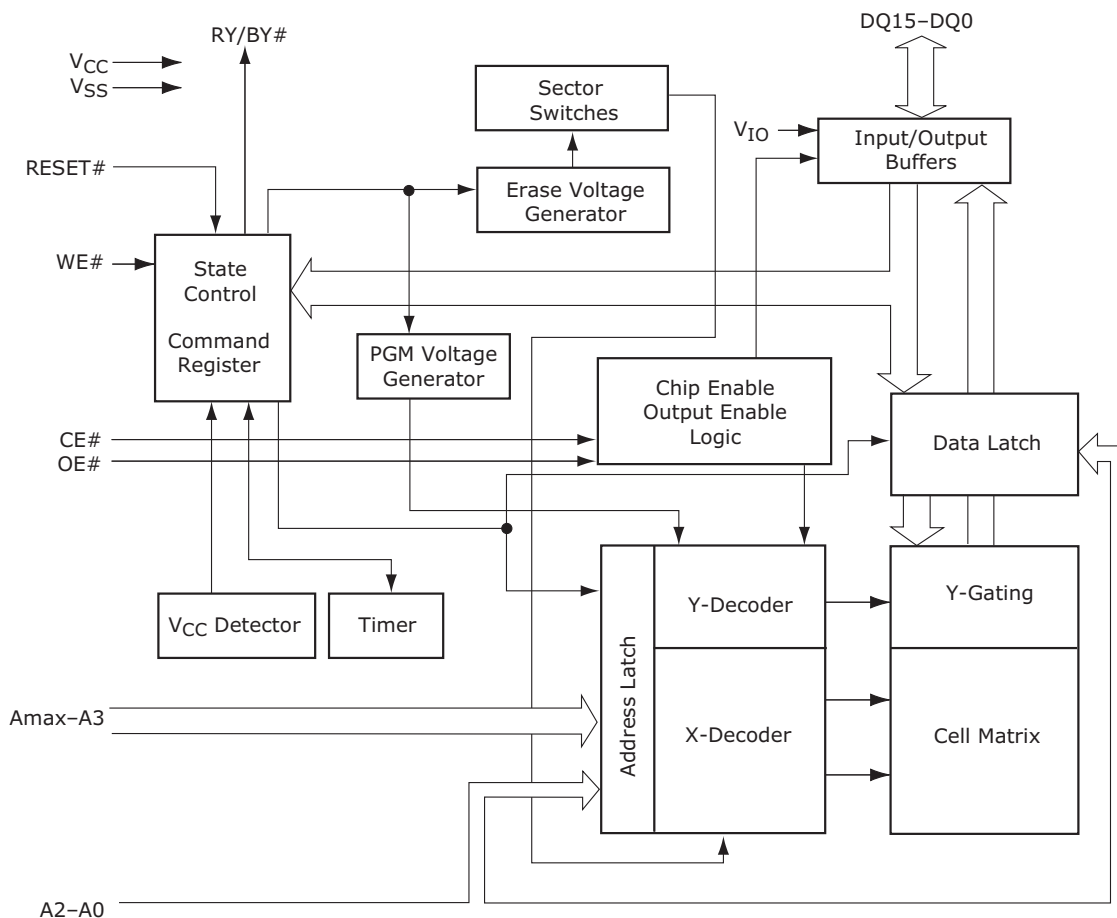 RY/BY#
DQ15–DQ0
VCC
VSS
Sector
Switches
VIO
Input/Output
Buffers
RESET#
Erase Voltage
Generator
WE#
State
Control
Command
Register
PGM Voltage
Generator
Chip Enable
Output Enable
Logic
CE#
OE#
Data Latch
Y-Decoder
Y-Gating
VCC Detector
Timer
Address Latch
Amax–A3
X-Decoder
Cell Matrix
A2–A0